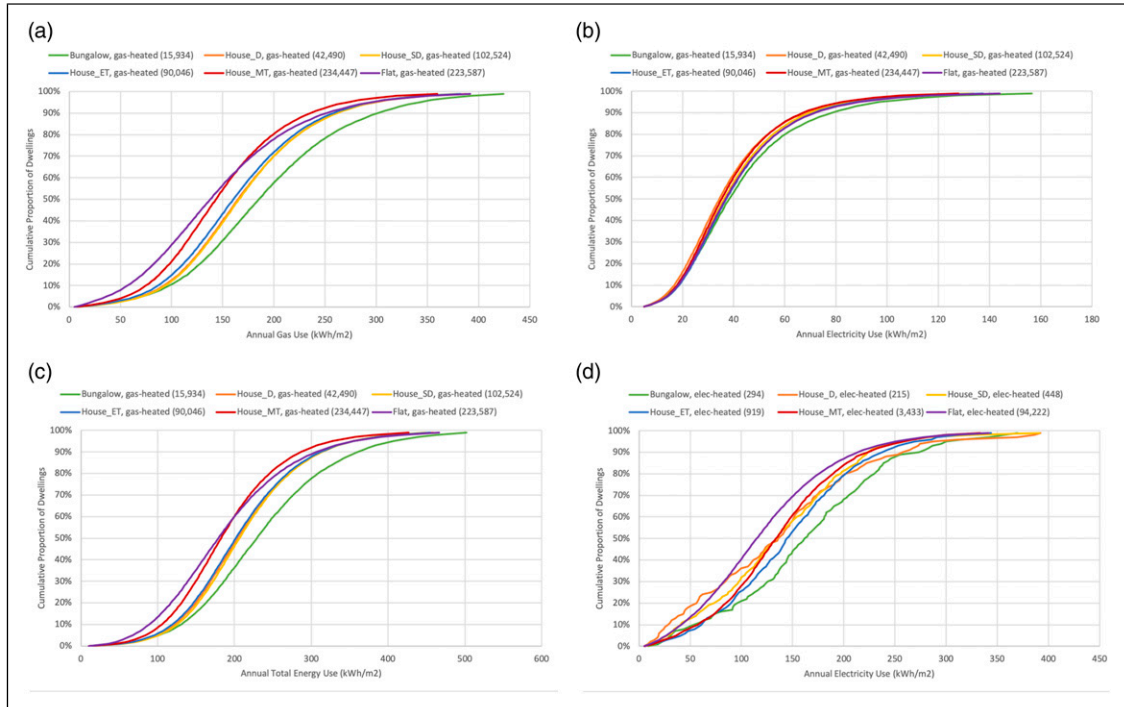 (a)
Bungalow, gas-heated (15,934) House_D, gas-heated (42,490) House_SD, gas-heated (102,524)
House_ET, gas-heated (90,046) House_MT, gas-heated (234,447) Flat, gas-heated (223,587)
100%
90%
80%
70%
60%
50%
40%
30%
20%
10%
0%
Cumulative Proportion of Dwellings
0 50 100 150 200 250 300 350 400 450
Annual Gas Use (kWh/m2)
(b)
Bungalow, gas-heated (15,934) House_D, gas-heated (42,490) House_SD, gas-heated (102,524)
House_ET, gas-heated (90,046) House_MT, gas-heated (234,447) Flat, gas-heated (223,587)
100%
90%
80%
70%
60%
50%
40%
30%
20%
10%
0%
Cumulative Proportion of Dwellings
0 20 40 60 80 100 120 140 160 180
Annual Electricity Use (kWh/m2)
(c)
Bungalow, gas-heated (15,934) House_D, gas-heated (42,490) House_SD, gas-heated (102,524)
House_ET, gas-heated (90,046) House_MT, gas-heated (234,447) Flat, gas-heated (223,587)
100%
90%
80%
70%
60%
50%
40%
30%
20%
10%
0%
Cumulative Proportion of Dwellings
0 100 200 300 400 500 600
Annual Total Energy Use (kWh/m2)
(d)
Bungalow, elec-heated (294) House_D, elec-heated (215) House_SD, elec-heated (448)
House_ET, elec-heated (919) House_MT, elec-heated (3,433) Flat, elec-heated (94,222)
100%
90%
80%
70%
60%
50%
40%
30%
20%
10%
0%
Cumulative Proportion of Dwellings
0 50 100 150 200 250 300 350 400 450
Annual Electricity Use (kWh/m2)